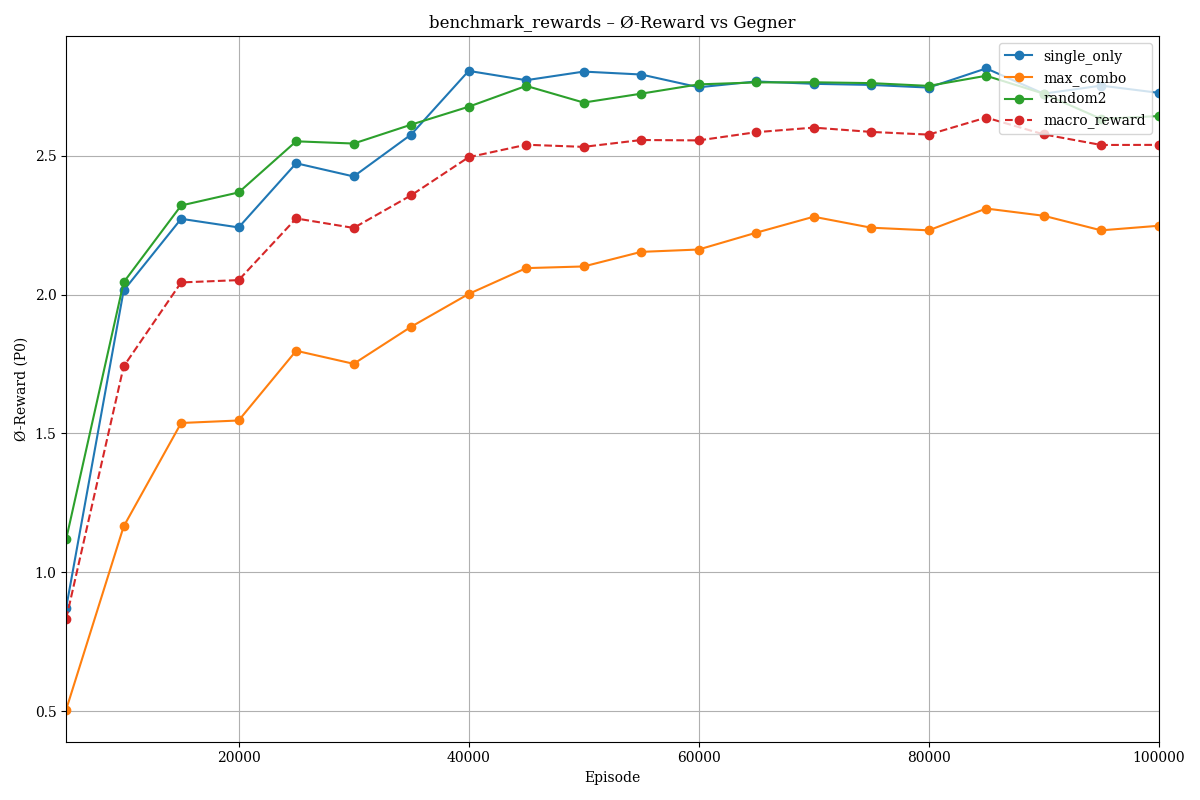 benchmark_rewards – Ø-Reward vs Gegner
single_only
max_combo
random2
macro_reward
Ø-Reward (P0)
2.5
2.0
1.5
1.0
0.5
20000 40000 60000 80000 100000
Episode